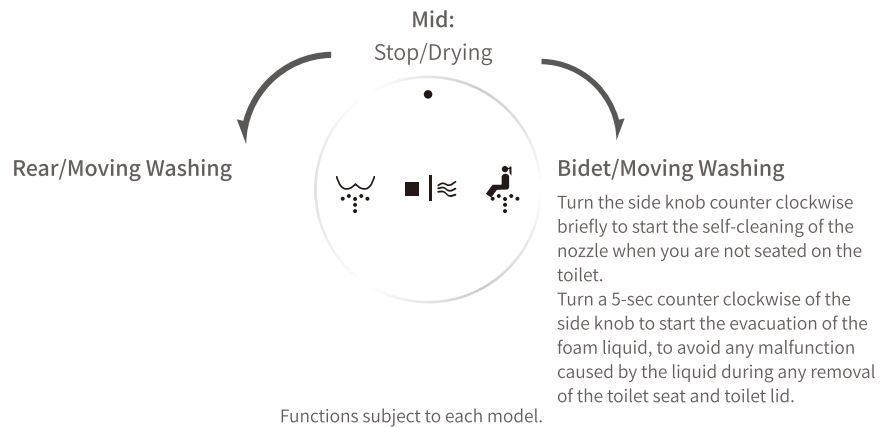 Mid:
Stop/Drying
Rear/Moving Washing
Bidet/Moving Washing
Turn the side knob counter clockwise
briefly to start the self-cleaning of the
nozzle when you are not seated on the
toilet.
Turn a 5-sec counter clockwise of the
side knob to start the evacuation of the
foam liquid, to avoid any malfunction
caused by the liquid during any removal
of the toilet seat and toilet lid.
Functions subject to each model.